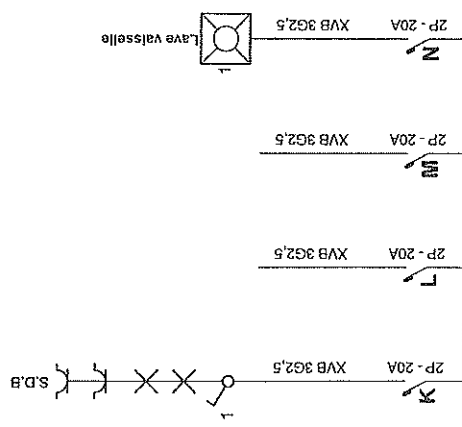 K 1
2P - 20A XVB 3G2,5 S,D,B
L
2P - 20A XVB 3G2,5
M
2P - 20A XVB 3G2,5
N 1
2P - 20A XVB 3G2,5 Lave vaisselle